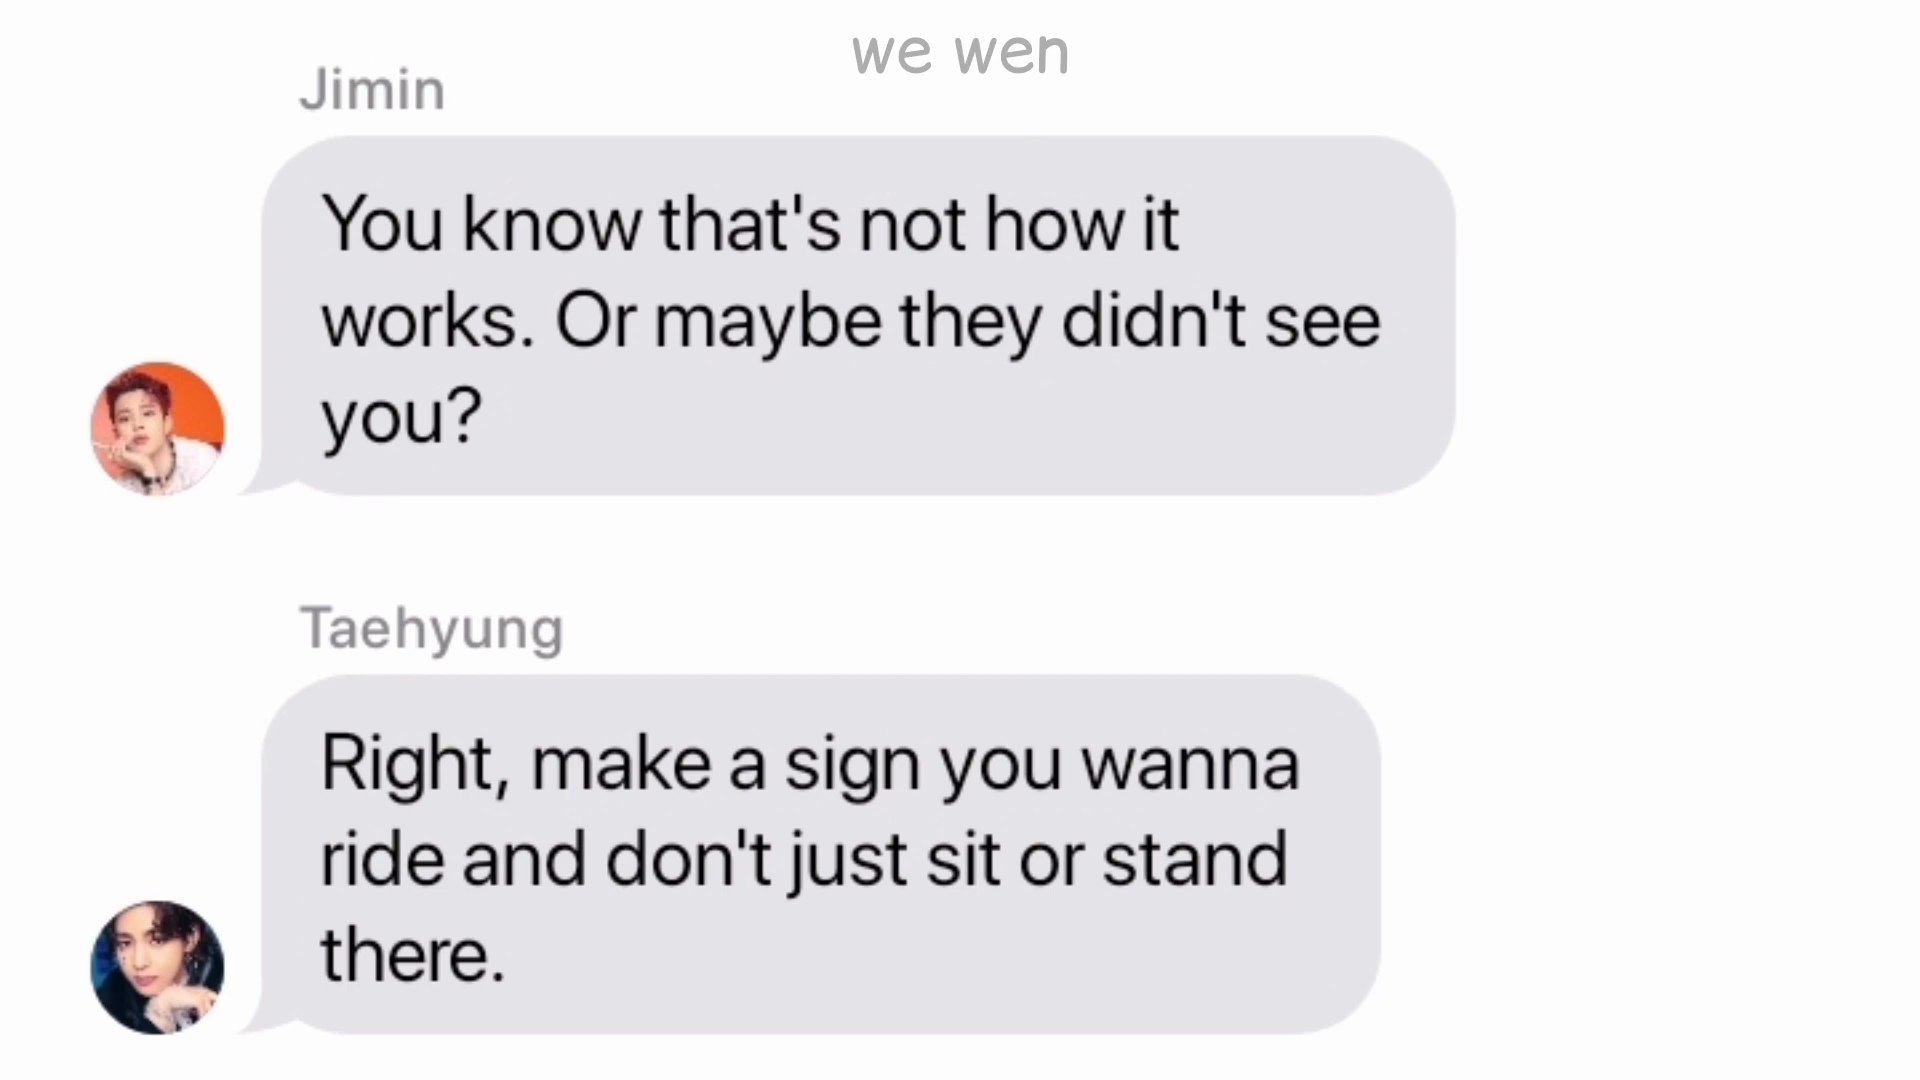 we wen
Jimin
You know that's not how it
works. Or maybe they didn't see
you?
Taehyung
Right, make a sign you wanna
ride and don't just sit or stand
there.